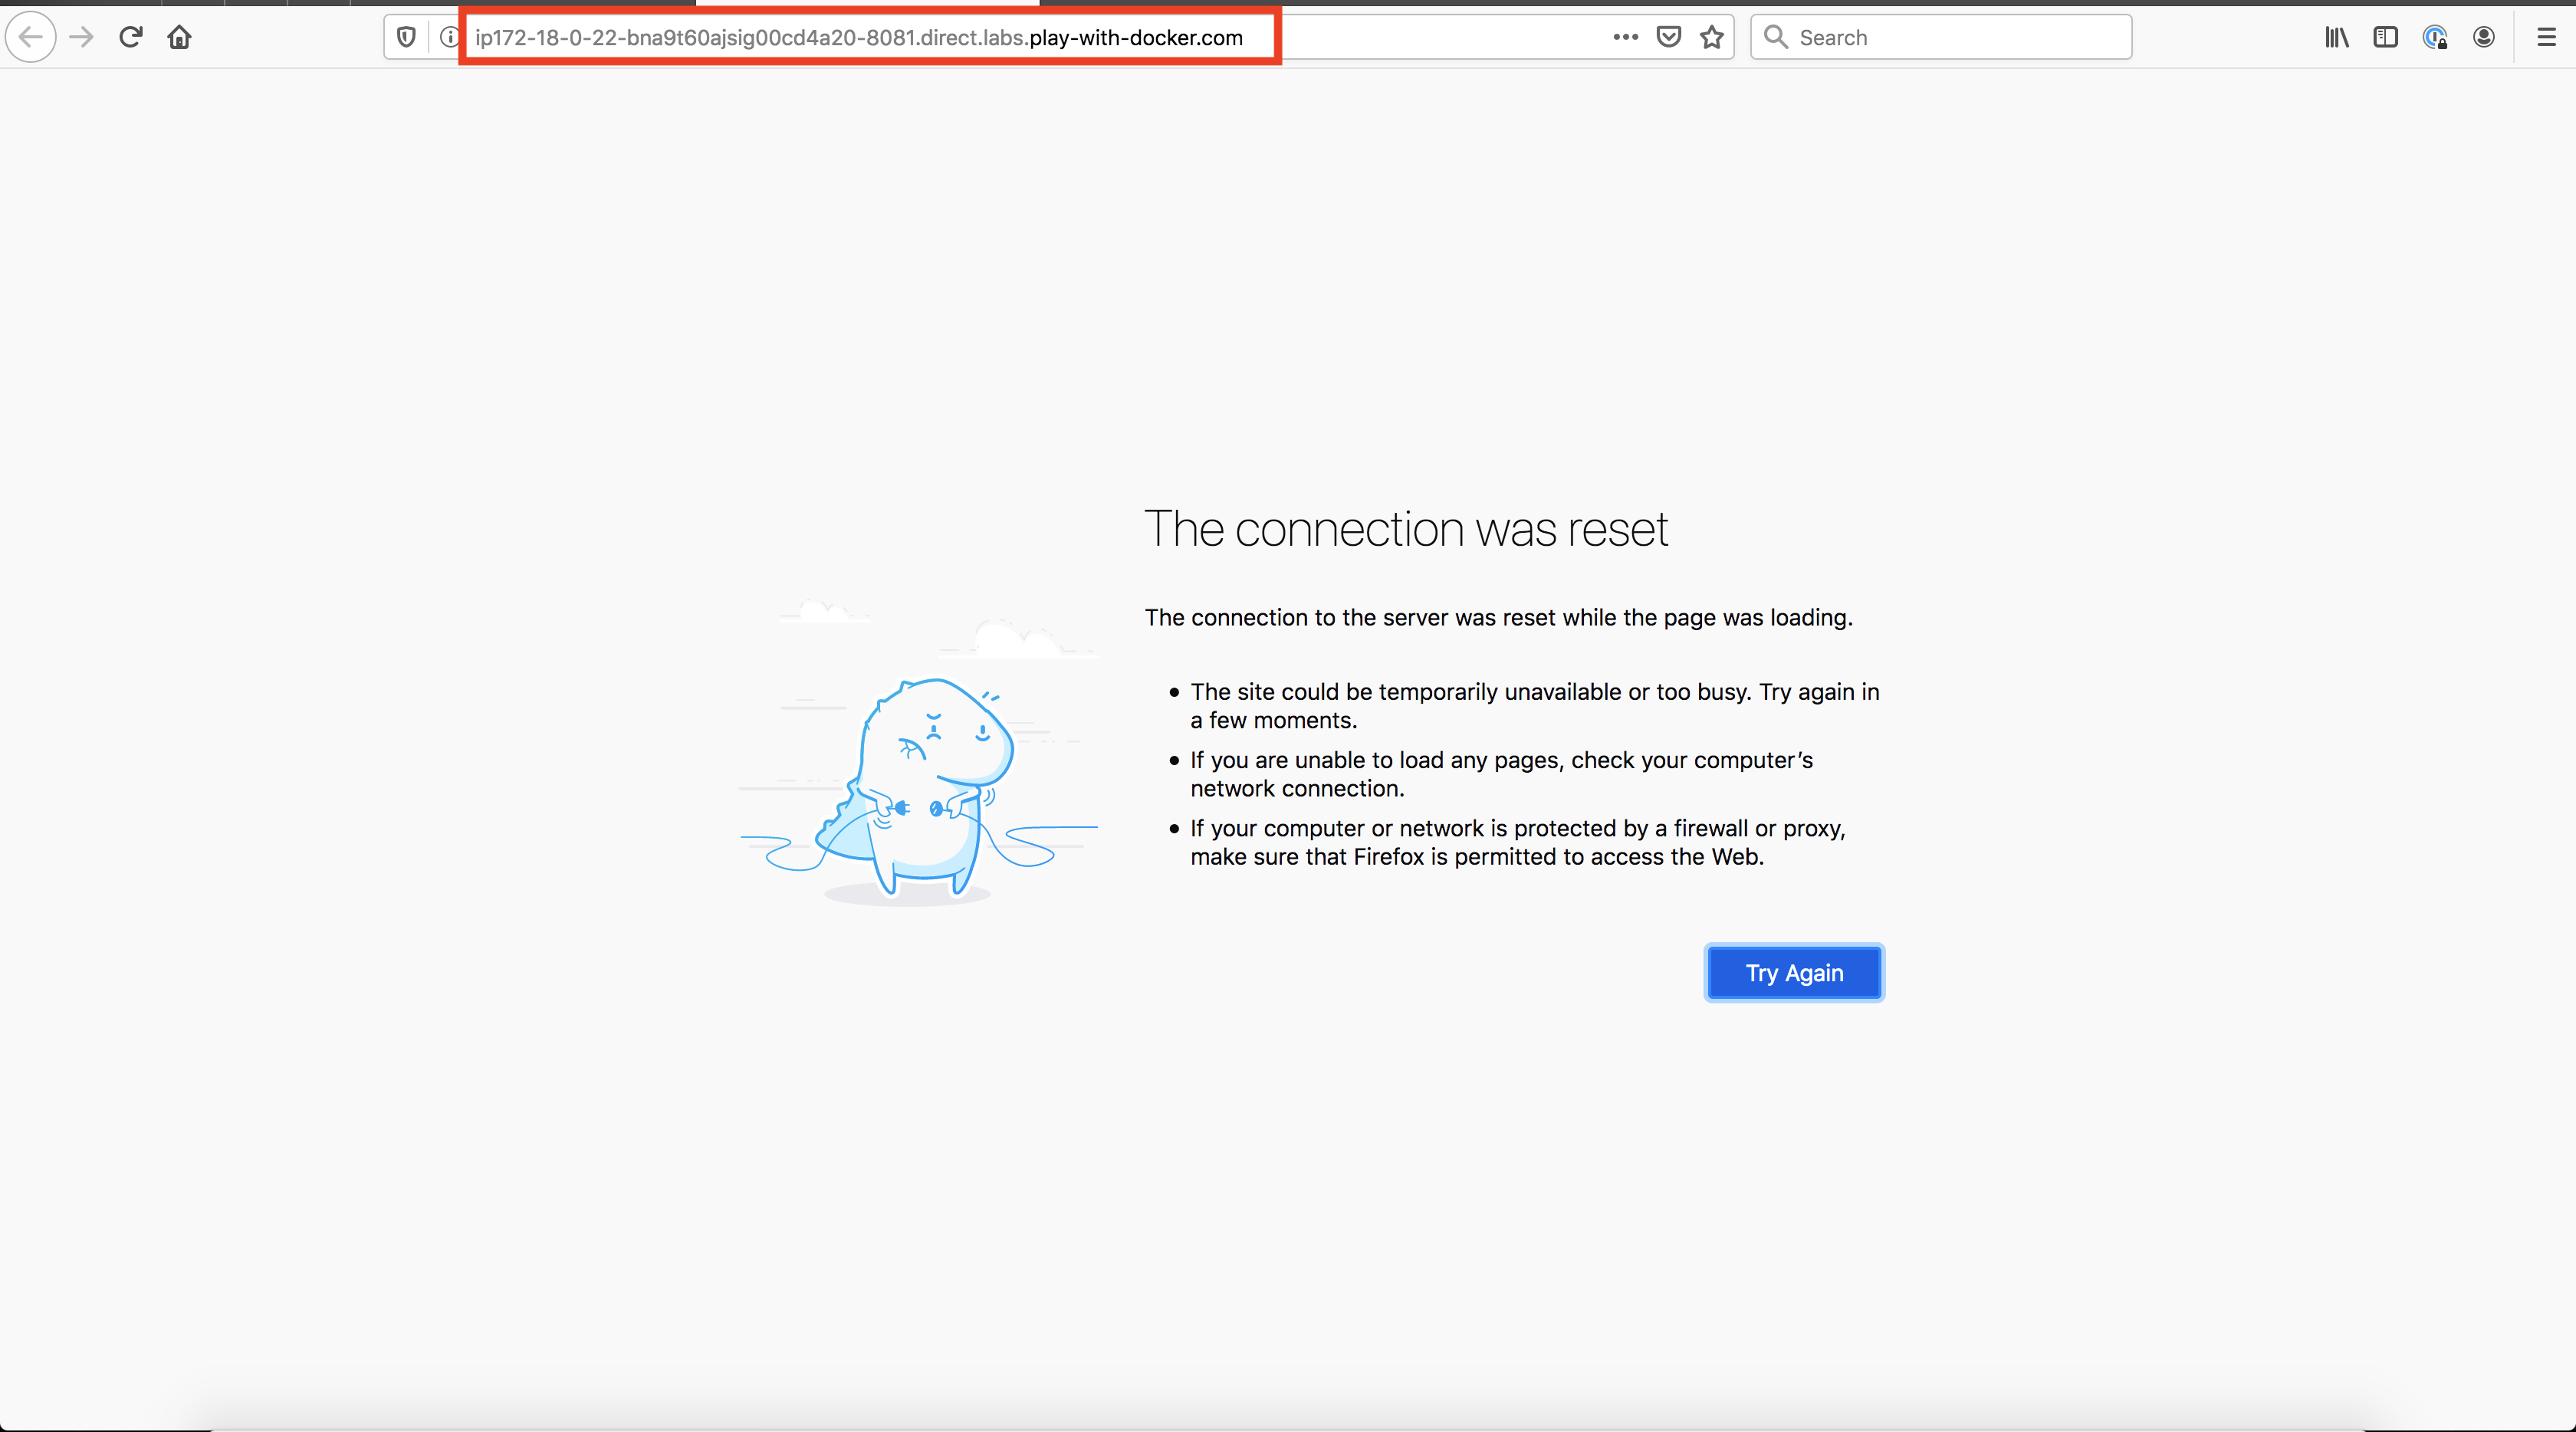 ip172-18-0-22-bna9t60ajsig00cd4a20-8081.direct.labs.play-with-docker.com
Search
The connection was reset
The connection to the server was reset while the page was loading.
• The site could be temporarily unavailable or too busy. Try again in
a few moments.
• If you are unable to load any pages, check your computer’s
network connection.
• If your computer or network is protected by a firewall or proxy,
make sure that Firefox is permitted to access the Web.
Try Again